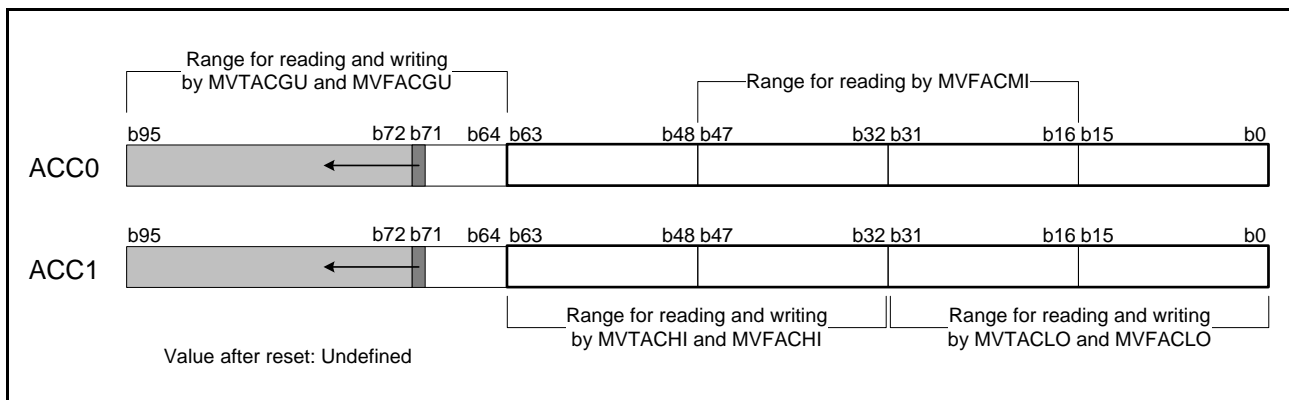 Range for reading and writing
by MVTACGU and MVFACGU
Range for reading by MVFACMI
b95 b72 b71 b64 b63 b48 b47 b32 b31 b16 b15 b0
ACC0
b95 b72 b71 b64 b63 b48 b47 b32 b31 b16 b15 b0
ACC1
Range for reading and writing
by MVTACHI and MVFACHI
Range for reading and writing
by MVTACLO and MVFACLO
Value after reset: Undefined